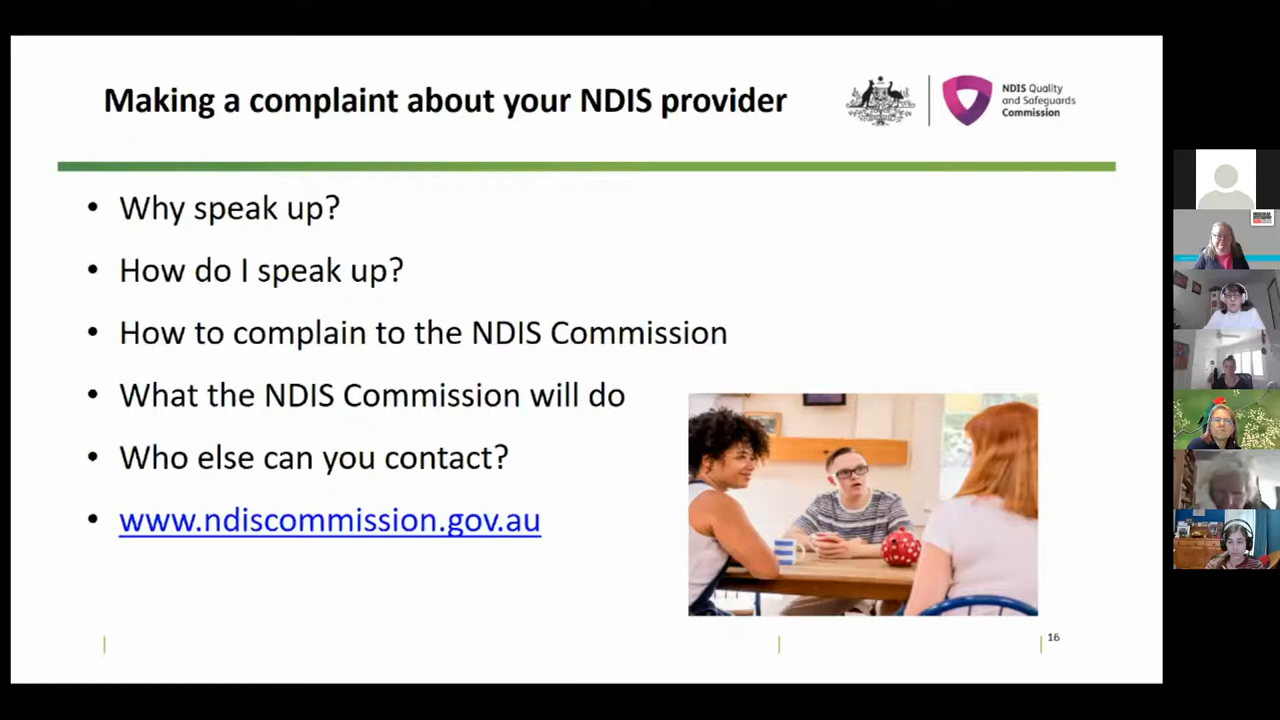 Making a complaint about your NDIS provider
NDIS Quality
and Safeguards
Commission
• Why speak up?
• How do I speak up?
• How to complain to the NDIS Commission
• What the NDIS Commission will do
• Who else can you contact?
• www.ndiscommission.gov.au
16